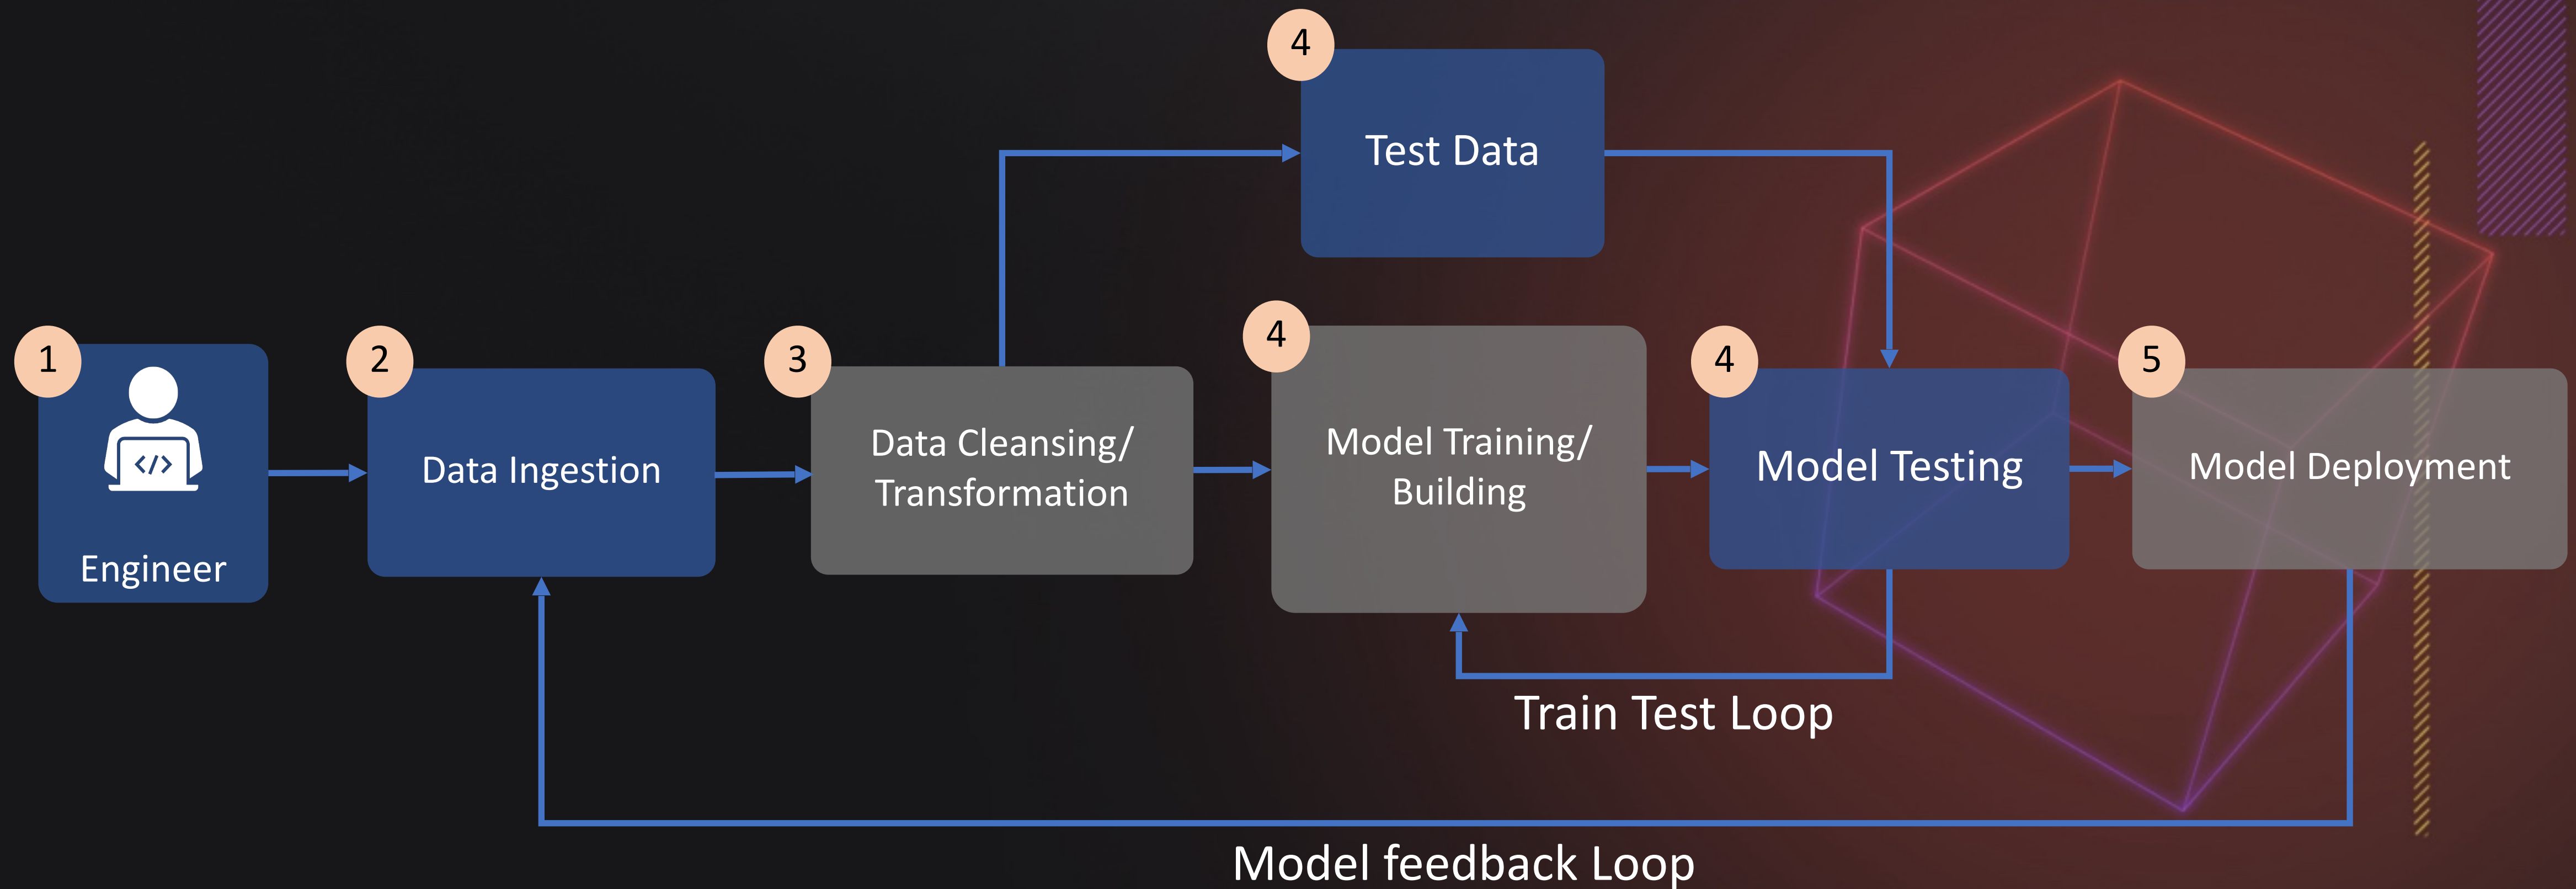 4
Test Data
1
</>
Engineer
2
Data Ingestion
3
Data Cleansing/
Transformation
4
Model Training/
Building
4
Model Testing
5
Model Deployment
Train Test Loop
Model feedback Loop